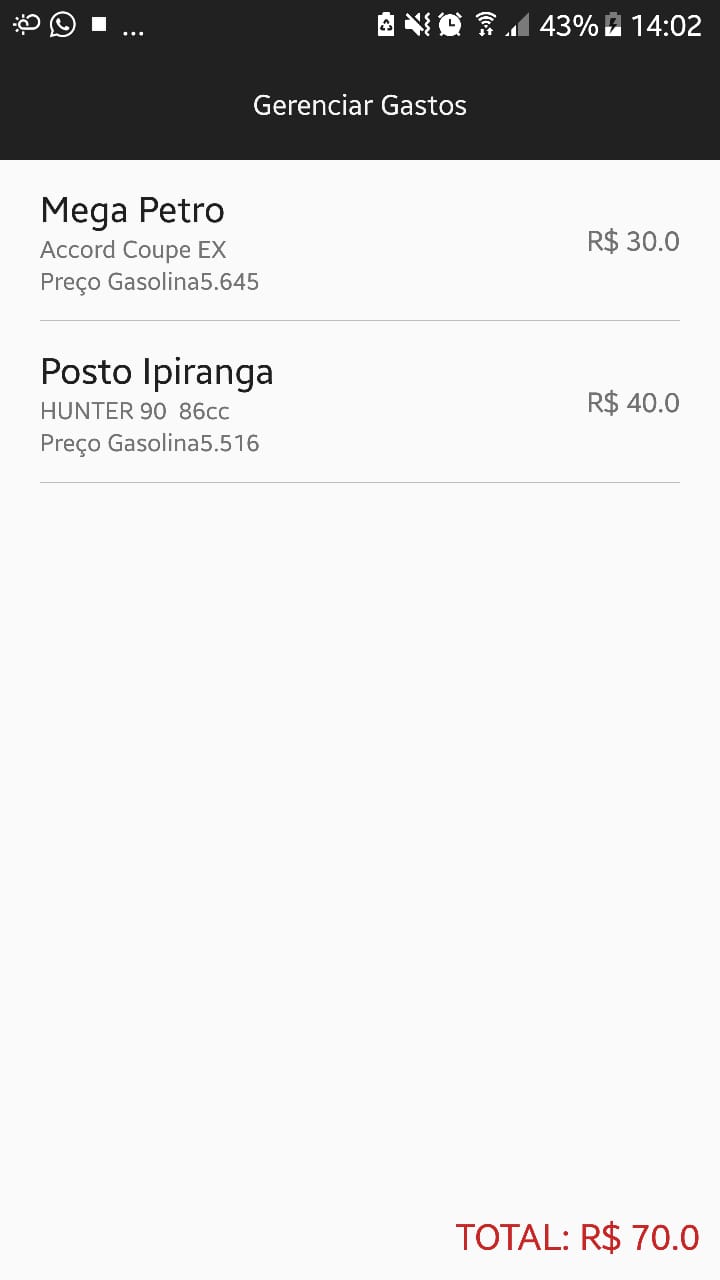 ... 43% 14:02
Gerenciar Gastos
Mega Petro
Accord Coupe EX
R$ 30.0
Preço Gasolina5.645
Posto Ipiranga
HUNTER 90  86cc
R$ 40.0
Preço Gasolina5.516
TOTAL: R$ 70.0